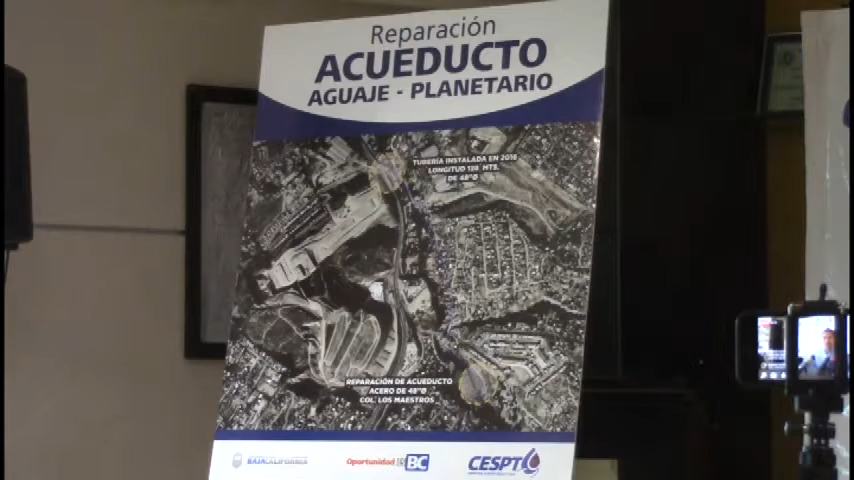 Reparación
ACUEDUCTO
AGUAJE - PLANETARIO
TUBERÍA INSTALADA EN 2016
LONGITUD 138 MTS.
DE 48"Ø
REPARACIÓN DE ACUEDUCTO
ACERO DE 48"Ø
COL. LOS MAESTROS
BAJA CALIFORNIA
Oportunidad BC
CESPT